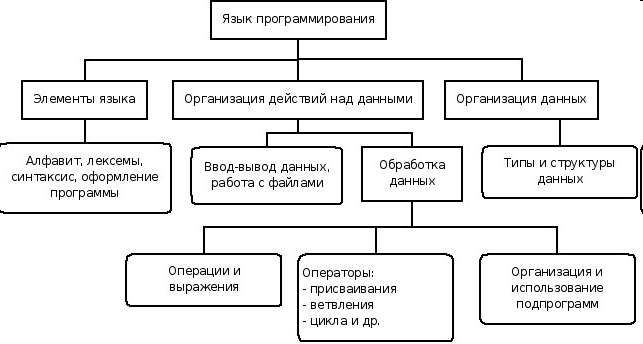 Язык программирования
Элементы языка
Организация действий над данными
Организация данных
Алфавит, лексемы,
синтаксис, оформление
программы
Ввод-вывод данных,
работа с файлами
Обработка
данных
Типы и структуры
данных
Операции и
выражения
Операторы:
- присваивания
- ветвления
- цикла и др.
Организация и
использование
подпрограмм